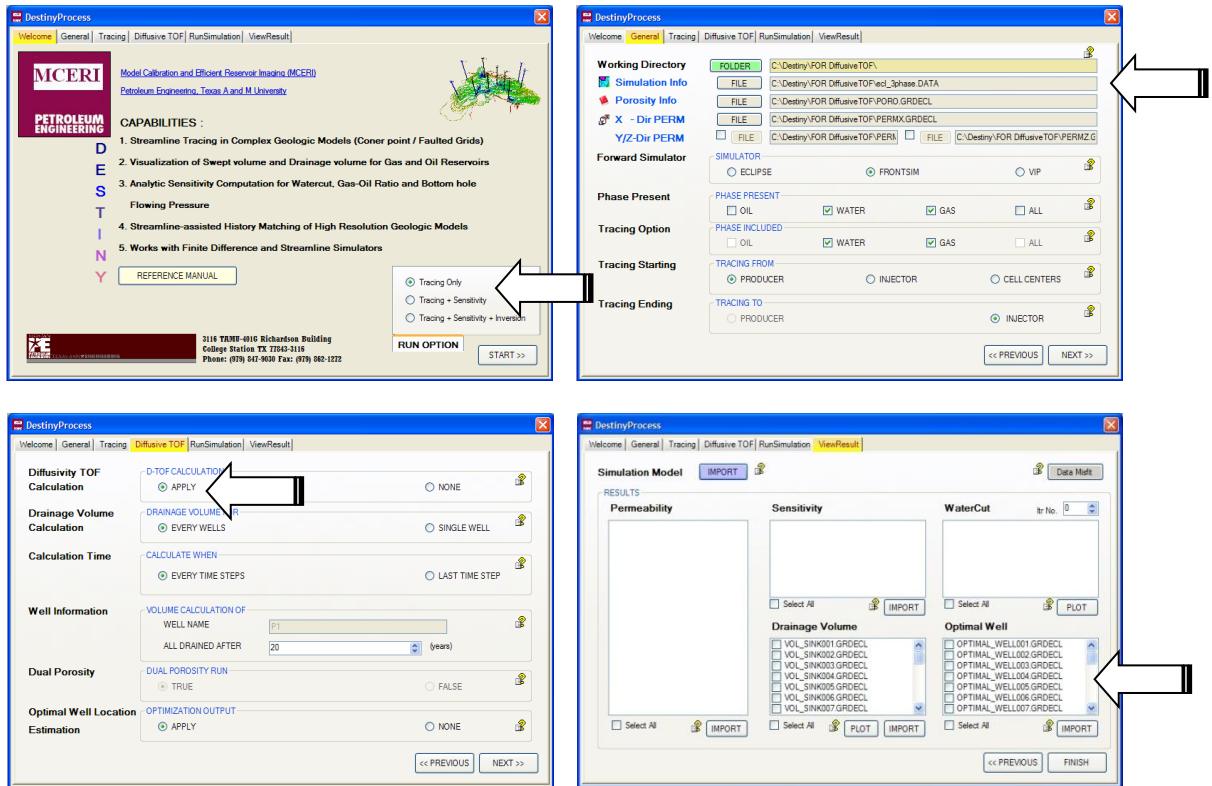 DestinyProcess
Welcome General Tracing Diffusive TOF RunSimulation ViewResult
MCERI
PETROLEUM
ENGINEERING
Model Calibration and Efficient Reservoir Imaging (MCERI)
Petroleum Engineering, Texas A and M University
DESTINY
CAPABILITIES :
1. Streamline Tracing in Complex Geologic Models (Coner point / Faulted Grids)
2. Visualization of Swept volume and Drainage volume for Gas and Oil Reservoirs
3. Analytic Sensitivity Computation for Watercut, Gas-Oil Ratio and Bottom hole
Flowing Pressure
4. Streamline-assisted History Matching of High Resolution Geologic Models
5. Works with Finite Difference and Streamline Simulators
REFERENCE MANUAL
Tracing Only
Tracing + Sensitivity
Tracing + Sensitivity + Inversion
RUN OPTION
START >>
3116 TAMU-401G Richardson Building
College Station TX 77843-3116
Phone: (979) 847-9030 Fax: (979) 862-1272
DestinyProcess
Welcome General Tracing Diffusive TOF RunSimulation ViewResult
Working Directory FOLDER C:\Destiny\FOR DiffusiveTOF\
Simulation Info FILE C:\Destiny\FOR DiffusiveTOF\ecl_3phase.DATA
Porosity Info FILE C:\Destiny\FOR DiffusiveTOF\PORO.GRDECL
X - Dir PERM FILE C:\Destiny\FOR DiffusiveTOF\PERMX.GRDECL
Y/Z-Dir PERM FILE C:\Destiny\FOR DiffusiveTOF\PERM FILE C:\Destiny\FOR DiffusiveTOF\PERMZ.G
Forward Simulator SIMULATOR
ECLIPSE FRONTSIM VIP
Phase Present PHASE PRESENT
OIL WATER GAS ALL
Tracing Option PHASE INCLUDED
OIL WATER GAS ALL
Tracing Starting TRACING FROM
PRODUCER INJECTOR CELL CENTERS
Tracing Ending TRACING TO
PRODUCER INJECTOR
<< PREVIOUS NEXT >>
DestinyProcess
Welcome General Tracing Diffusive TOF RunSimulation ViewResult
Diffusivity TOF D-TOF CALCULATION
Calculation APPLY NONE
Drainage Volume DRAINAGE VOLUME
Calculation EVERY WELLS SINGLE WELL
Calculation Time CALCULATE WHEN
EVERY TIME STEPS LAST TIME STEP
Well Information VOLUME CALCULATION OF
WELL NAME P1
ALL DRAINED AFTER 20 (years)
Dual Porosity DUAL POROSITY RUN
TRUE FALSE
Optimal Well Location OPTIMIZATION OUTPUT
Estimation APPLY NONE
<< PREVIOUS NEXT >>
DestinyProcess
Welcome General Tracing Diffusive TOF RunSimulation ViewResult
Simulation Model IMPORT Data Misfit
RESULTS
Permeability Sensitivity WaterCut Itr No. 0
Select All IMPORT Select All PLOT
Drainage Volume Optimal Well
VOL_SINK001.GRDECL OPTIMAL_WELL001.GRDECL
VOL_SINK002.GRDECL OPTIMAL_WELL002.GRDECL
VOL_SINK003.GRDECL OPTIMAL_WELL003.GRDECL
VOL_SINK004.GRDECL OPTIMAL_WELL004.GRDECL
VOL_SINK005.GRDECL OPTIMAL_WELL005.GRDECL
VOL_SINK006.GRDECL OPTIMAL_WELL006.GRDECL
VOL_SINK007.GRDECL OPTIMAL_WELL007.GRDECL
Select All IMPORT Select All PLOT IMPORT Select All IMPORT
<< PREVIOUS FINISH